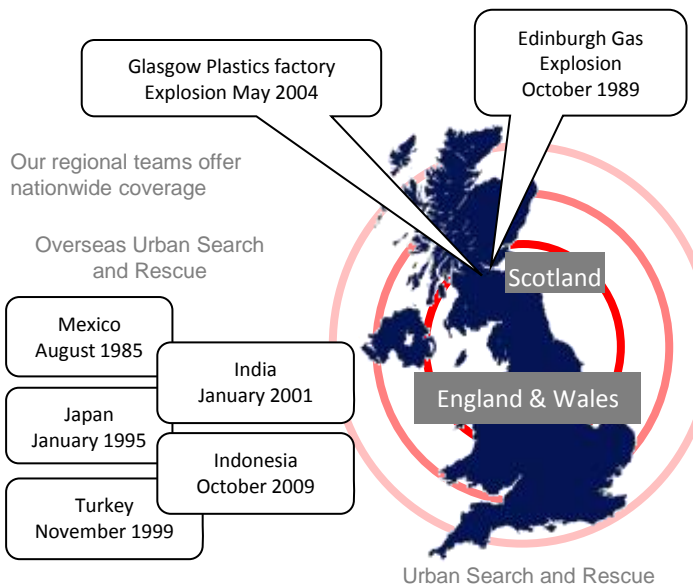 Glasgow Plastics factory
Explosion May 2004
Edinburgh Gas
Explosion
October 1989
Our regional teams offer
nationwide coverage
Overseas Urban Search
and Rescue
Scotland
Mexico
August 1985
India
January 2001
England & Wales
Japan
January 1995
Indonesia
October 2009
Turkey
November 1999
Urban Search and Rescue